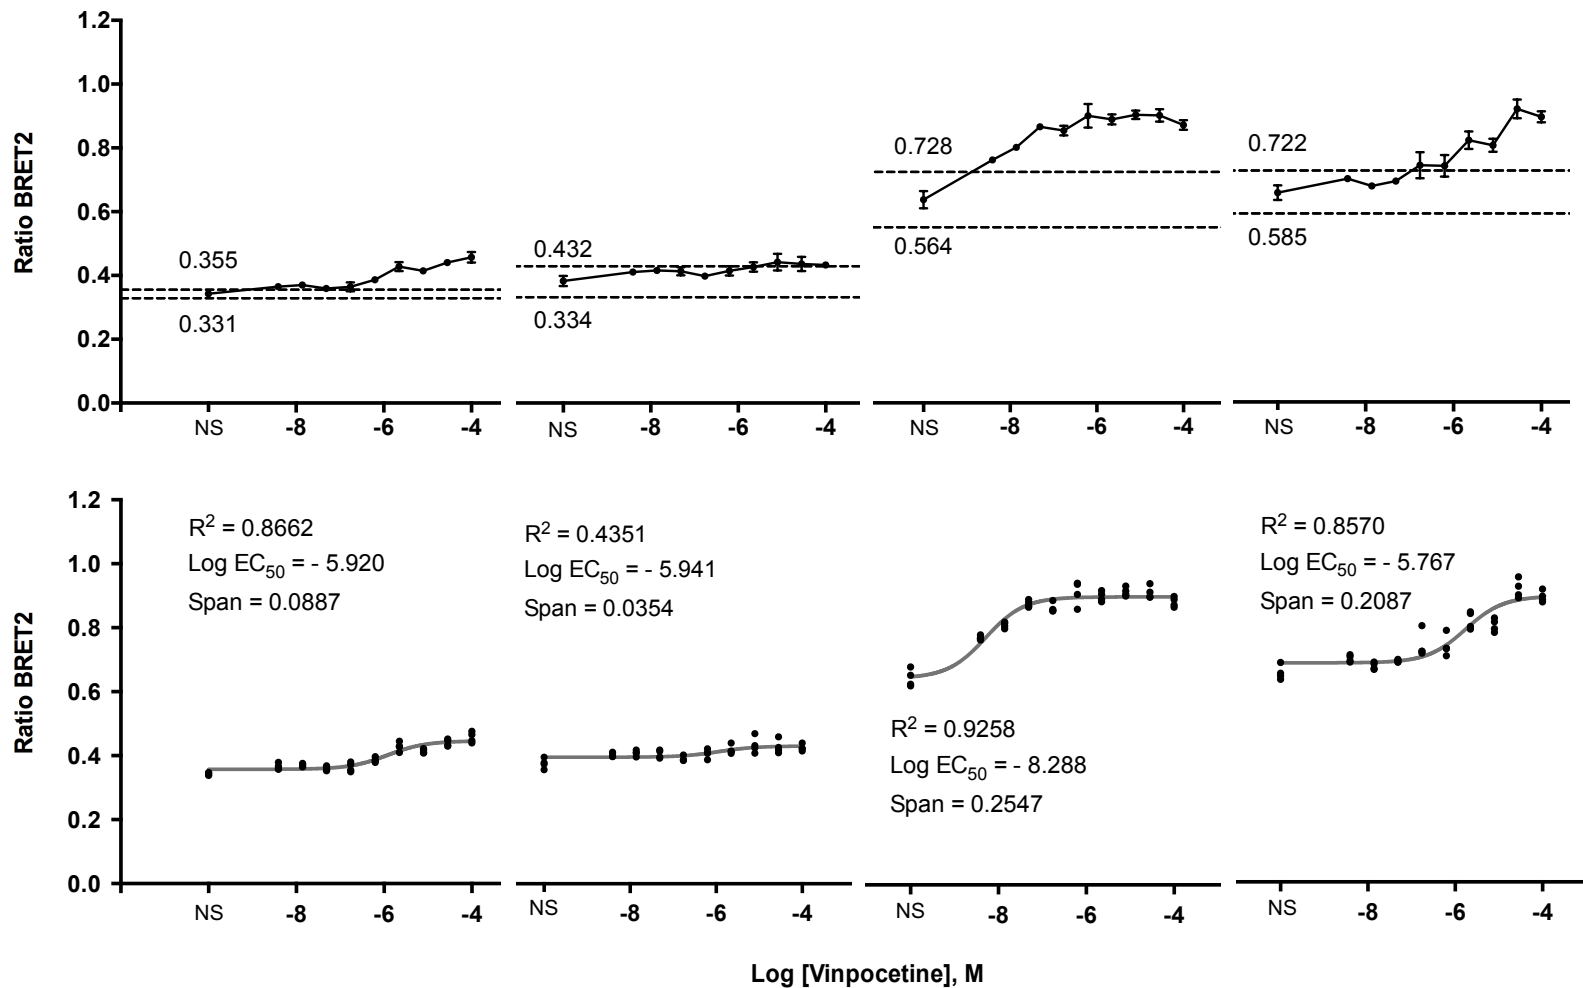 Ratio BRET2
1.2
1.0
0.8
0.6
0.4
0.2
0.0
0.355
0.331
NS -8 -6 -4
0.432
0.334
NS -8 -6 -4
0.728
0.564
NS -8 -6 -4
0.722
0.585
NS -8 -6 -4
Ratio BRET2
1.2
1.0
0.8
0.6
0.4
0.2
0.0
R² = 0.8662
Log EC₅₀ = - 5.920
Span = 0.0887
NS -8 -6 -4
R² = 0.4351
Log EC₅₀ = - 5.941
Span = 0.0354
NS -8 -6 -4
R² = 0.9258
Log EC₅₀ = - 8.288
Span = 0.2547
NS -8 -6 -4
R² = 0.8570
Log EC₅₀ = - 5.767
Span = 0.2087
NS -8 -6 -4
Log [Vinpocetine], M